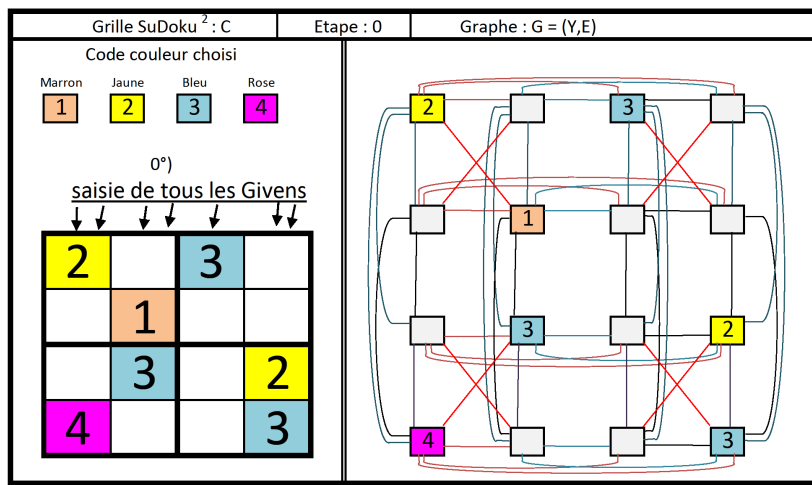 Grille SuDoku ² : C
Etape : 0
Graphe : G = (Y,E)
Code couleur choisi
Marron Jaune Bleu Rose
1 2 3 4
0°)
saisie de tous les Givens
2 3
1
3 2
4 3
2 3
1
3 2
4 3